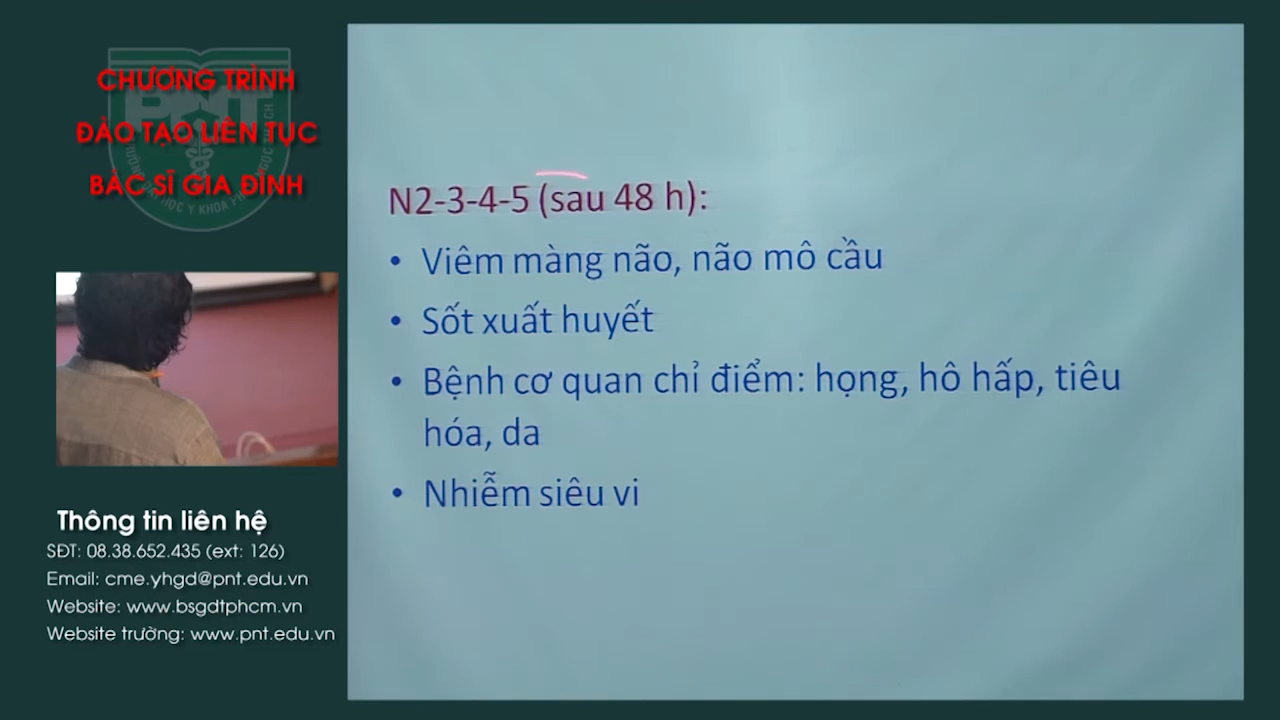 CHƯƠNG TRÌNH
ĐÀO TẠO LIÊN TỤC
BÁC SĨ GIA ĐÌNH
PNT
N2-3-4-5 (sau 48 h):
• Viêm màng não, não mô cầu
• Sốt xuất huyết
• Bệnh cơ quan chỉ điểm: họng, hô hấp, tiêu
hóa, da
• Nhiễm siêu vi
Thông tin liên hệ
SĐT: 08.38.652.435 (ext: 126)
Email: cme.yhgd@pnt.edu.vn
Website: www.bsgdtphcm.vn
Website trường: www.pnt.edu.vn